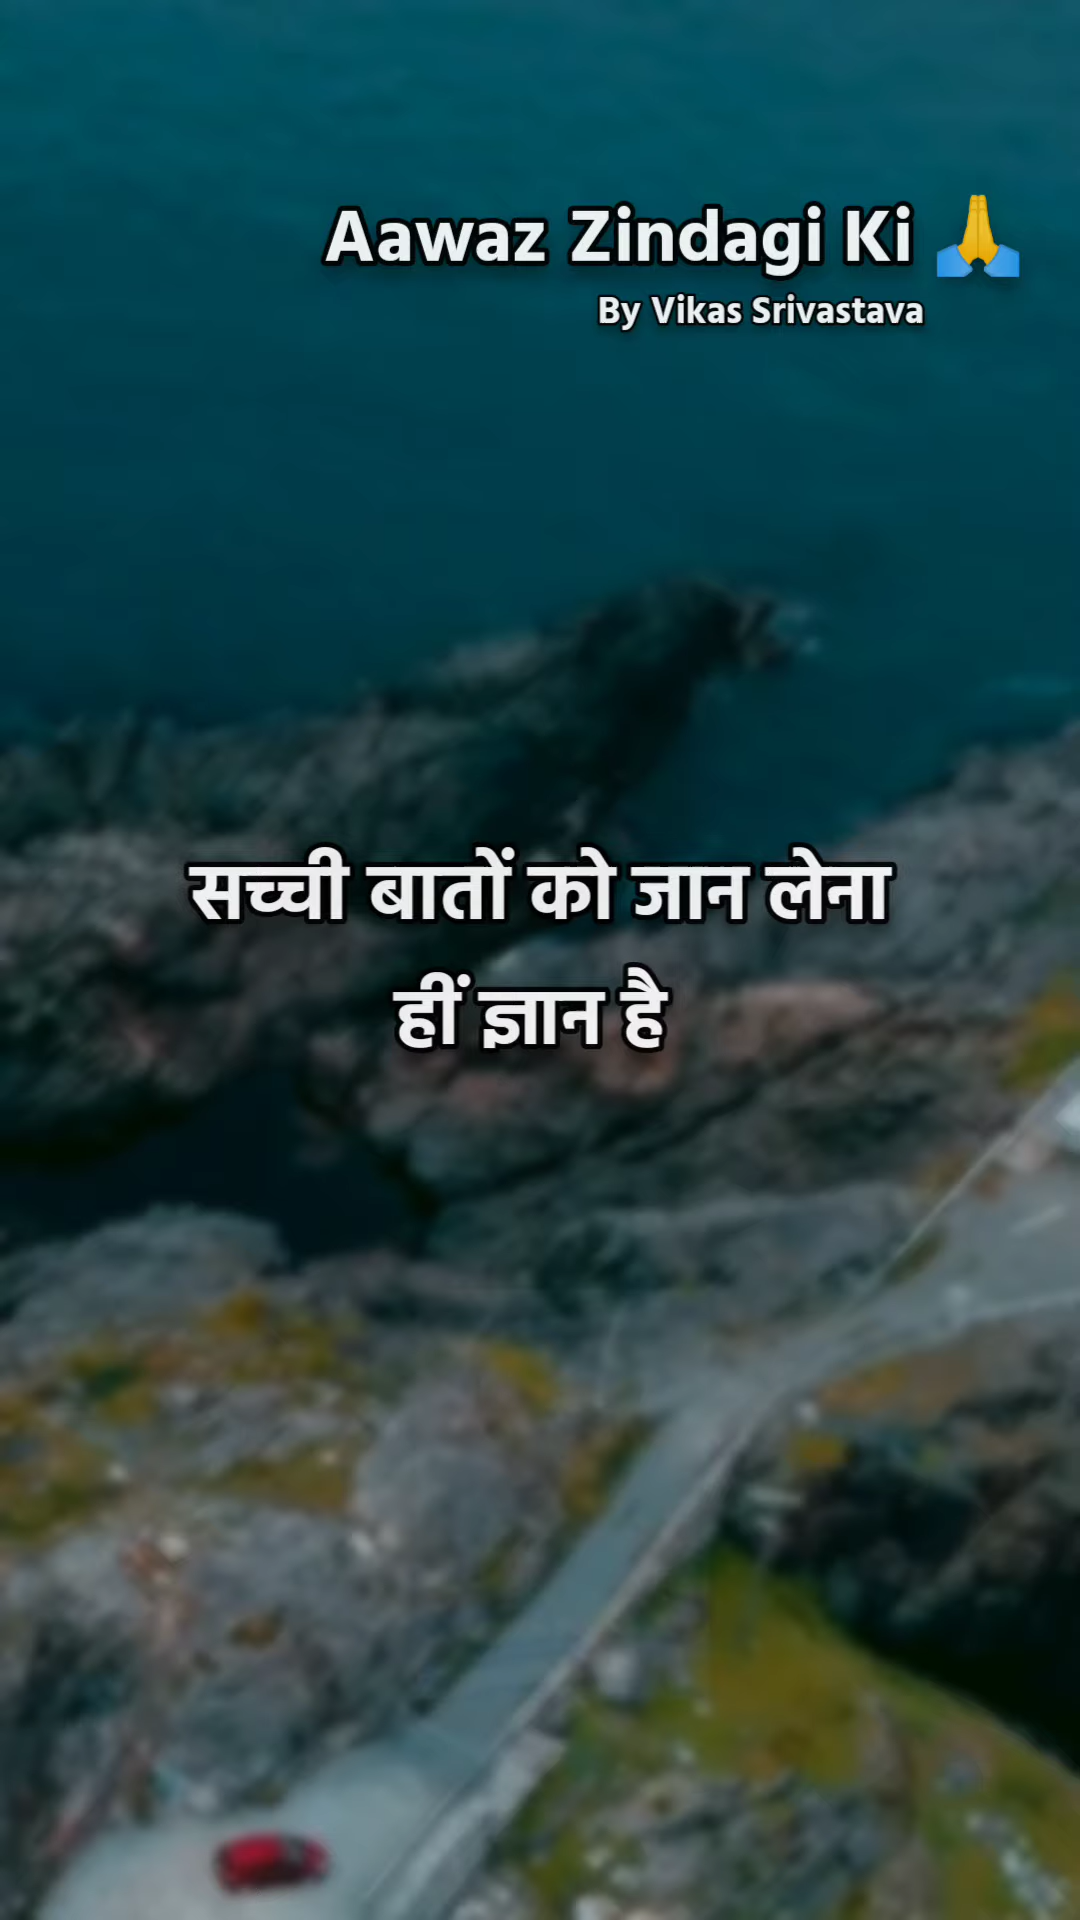 Aawaz Zindagi Ki 🙏
By Vikas Srivastava
सच्ची बातों को जान लेना
हीं ज्ञान है